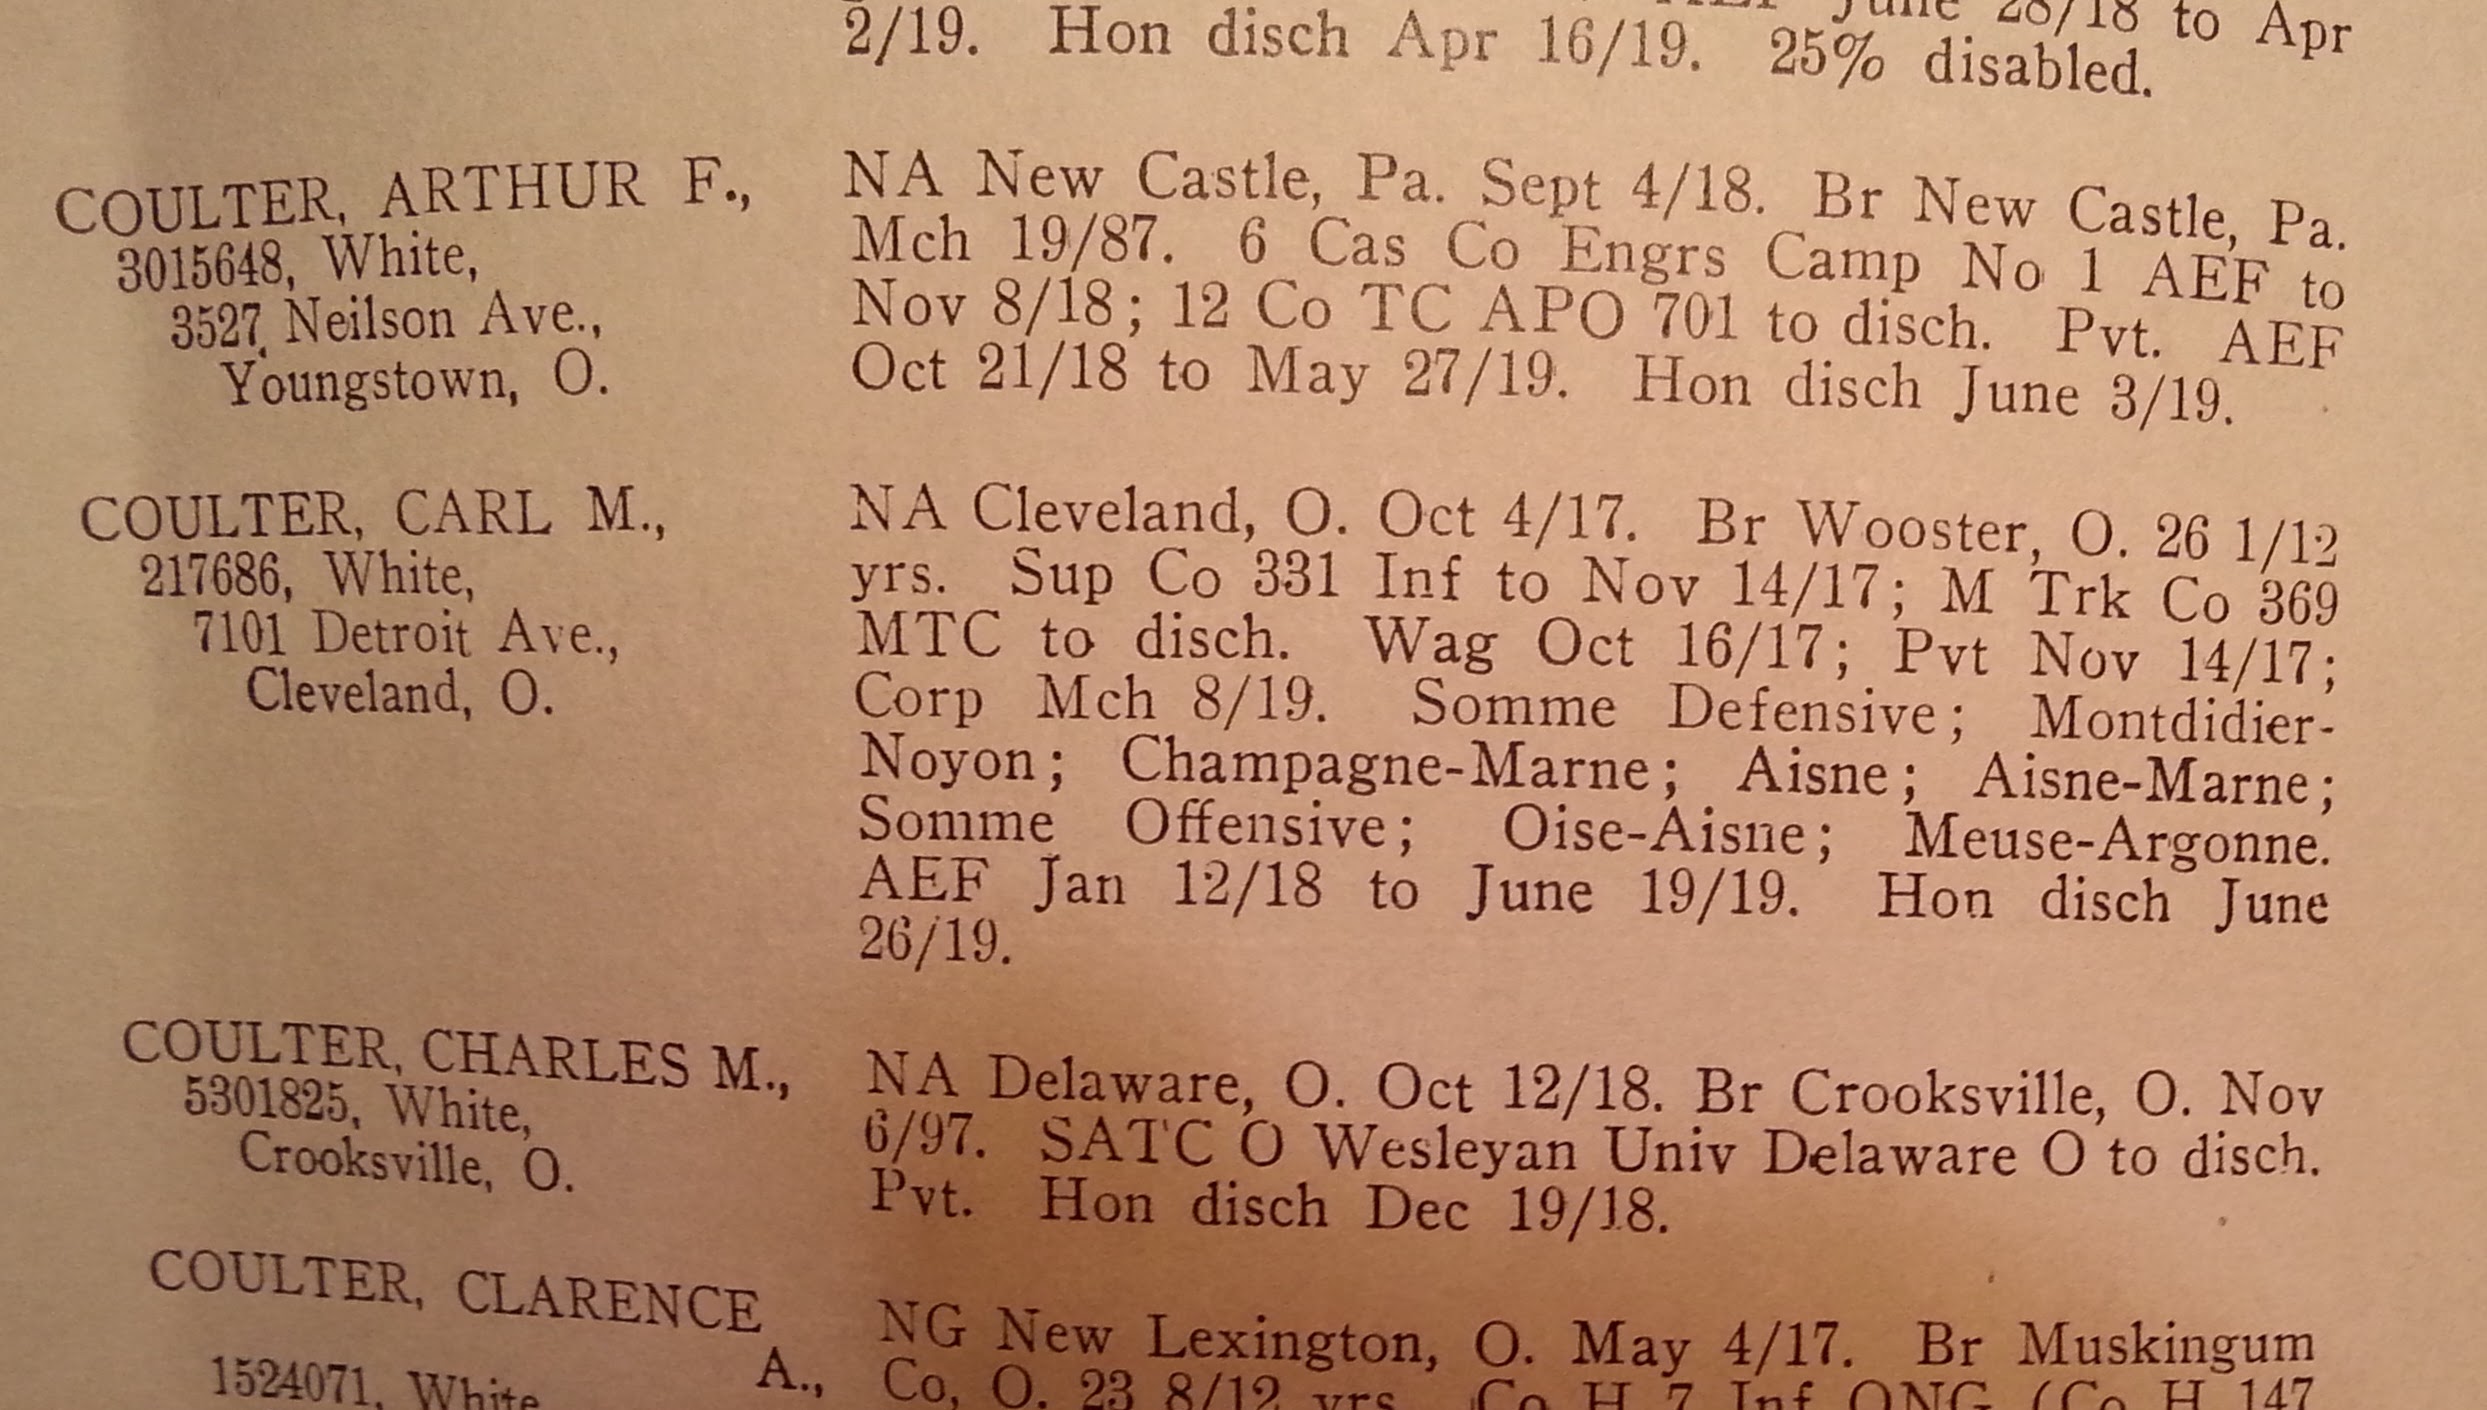 June 28/18 to Apr
2/19. Hon disch Apr 16/19. 25% disabled.
COULTER, ARTHUR F.,
3015648, White,
3527 Neilson Ave.,
Youngstown, O.
NA New Castle, Pa. Sept 4/18. Br New Castle, Pa.
Mch 19/87. 6 Cas Co Engrs Camp No 1 AEF to
Nov 8/18; 12 Co TC APO 701 to disch. Pvt. AEF
Oct 21/18 to May 27/19. Hon disch June 3/19.
COULTER, CARL M.,
217686, White,
7101 Detroit Ave.,
Cleveland, O.
NA Cleveland, O. Oct 4/17. Br Wooster, O. 26 1/12
yrs. Sup Co 331 Inf to Nov 14/17; M Trk Co 369
MTC to disch. Wag Oct 16/17; Pvt Nov 14/17;
Corp Mch 8/19. Somme Defensive; Montdidier-
Noyon; Champagne-Marne; Aisne; Aisne-Marne;
Somme Offensive; Oise-Aisne; Meuse-Argonne.
AEF Jan 12/18 to June 19/19. Hon disch June
26/19.
COULTER, CHARLES M.,
5301825, White,
Crooksville, O.
NA Delaware, O. Oct 12/18. Br Crooksville, O. Nov
6/97. SATC O Wesleyan Univ Delaware O to disch.
Pvt. Hon disch Dec 19/18.
COULTER, CLARENCE
A.,
1524071, White
NG New Lexington, O. May 4/17. Br Muskingum
Co, O. 23 8/12 yrs. Co H 7 Inf ONG (Co H 147